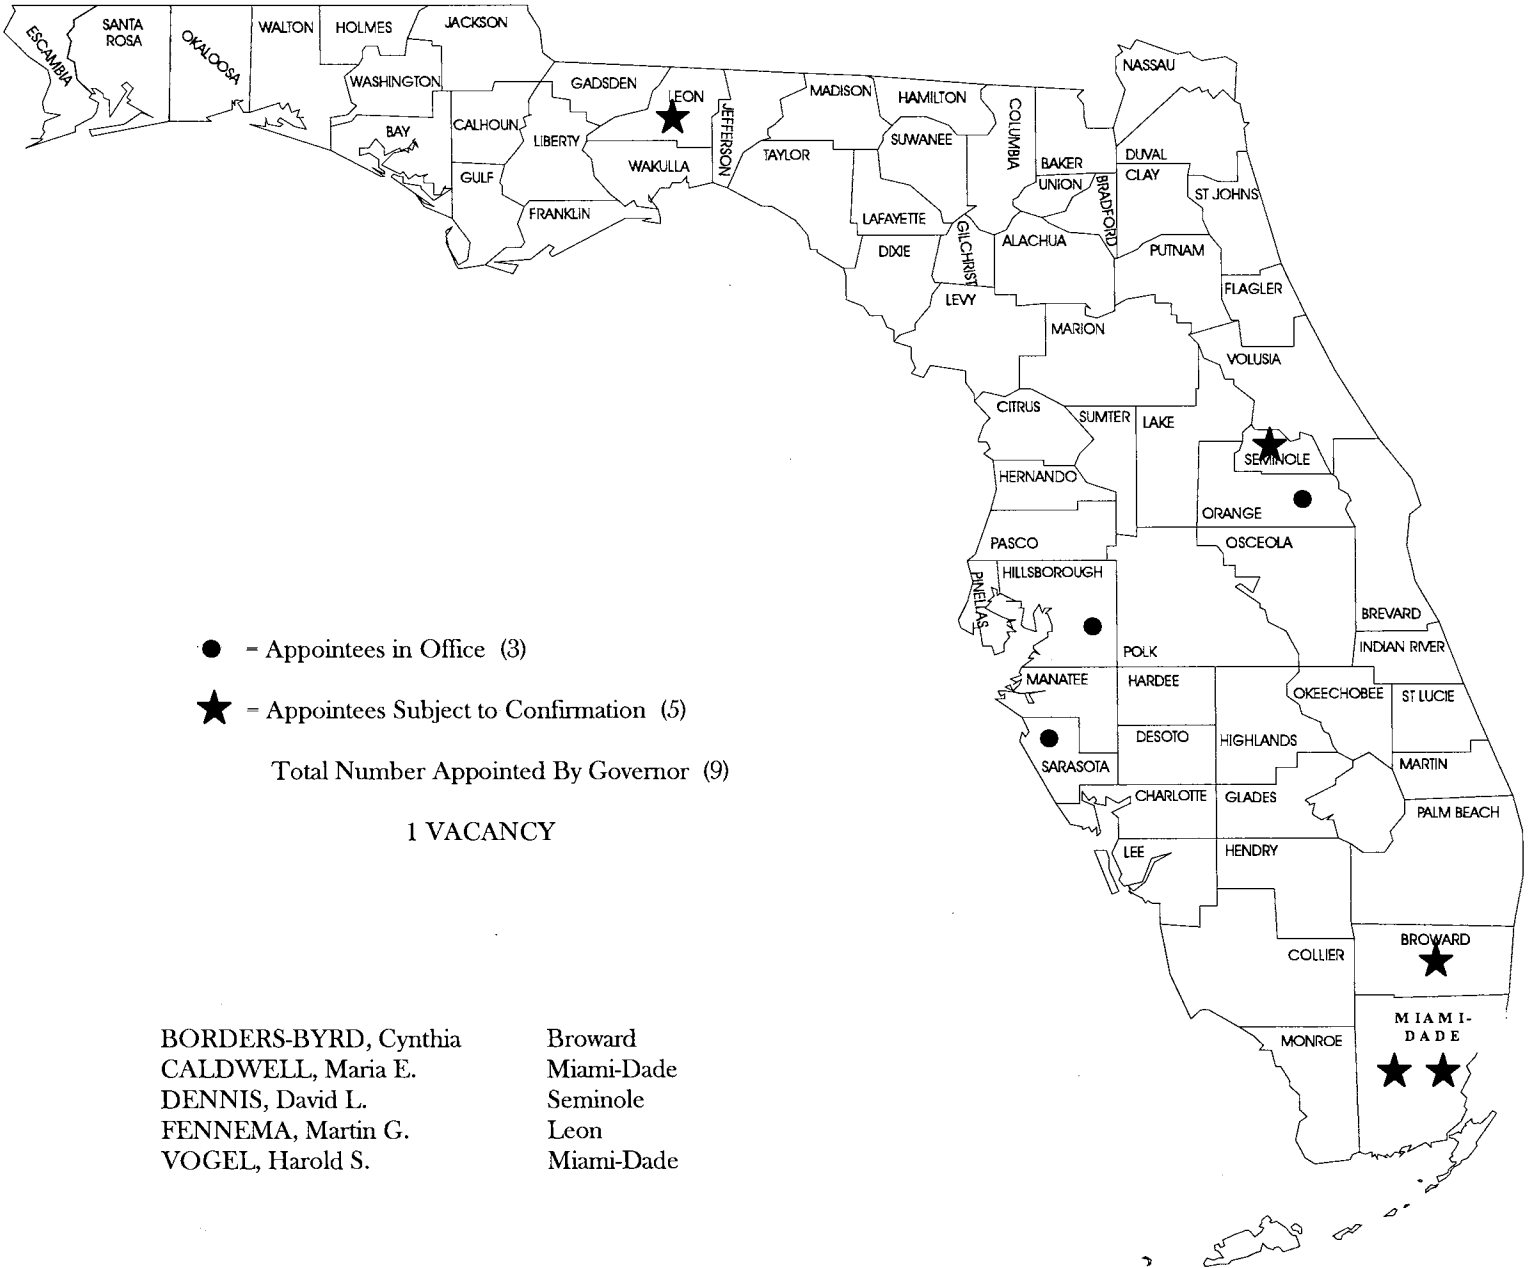 ESCAMBIA
SANTA
ROSA
OKALOOSA
WALTON
HOLMES
JACKSON
WASHINGTON
BAY
CALHOUN
GULF
GADSDEN
LIBERTY
FRANKLIN
LEON
WAKULLA
JEFFERSON
MADISON
TAYLOR
HAMILTON
SUWANEE
LAFAYETTE
DIXIE
COLUMBIA
GILCHRIST
LEVY
NASSAU
DUVAL
BAKER
CLAY
UNION
BRADFORD
ST JOHNS
ALACHUA
PUTNAM
FLAGLER
MARION
VOLUSIA
CITRUS
SUMTER
LAKE
SEMINOLE
HERNANDO
ORANGE
PASCO
OSCEOLA
HILLSBOROUGH
PINELLAS
BREVARD
POLK
INDIAN RIVER
MANATEE
HARDEE
OKEECHOBEE
ST LUCIE
DESOTO
HIGHLANDS
SARASOTA
MARTIN
CHARLOTTE
GLADES
PALM BEACH
LEE
HENDRY
BROWARD
COLLIER
MIAMI-
DADE
MONROE
= Appointees in Office (3)
= Appointees Subject to Confirmation (5)
Total Number Appointed By Governor (9)
1 VACANCY
BORDERS-BYRD, Cynthia Broward
CALDWELL, Maria E. Miami-Dade
DENNIS, David L. Seminole
FENNEMA, Martin G. Leon
VOGEL, Harold S. Miami-Dade